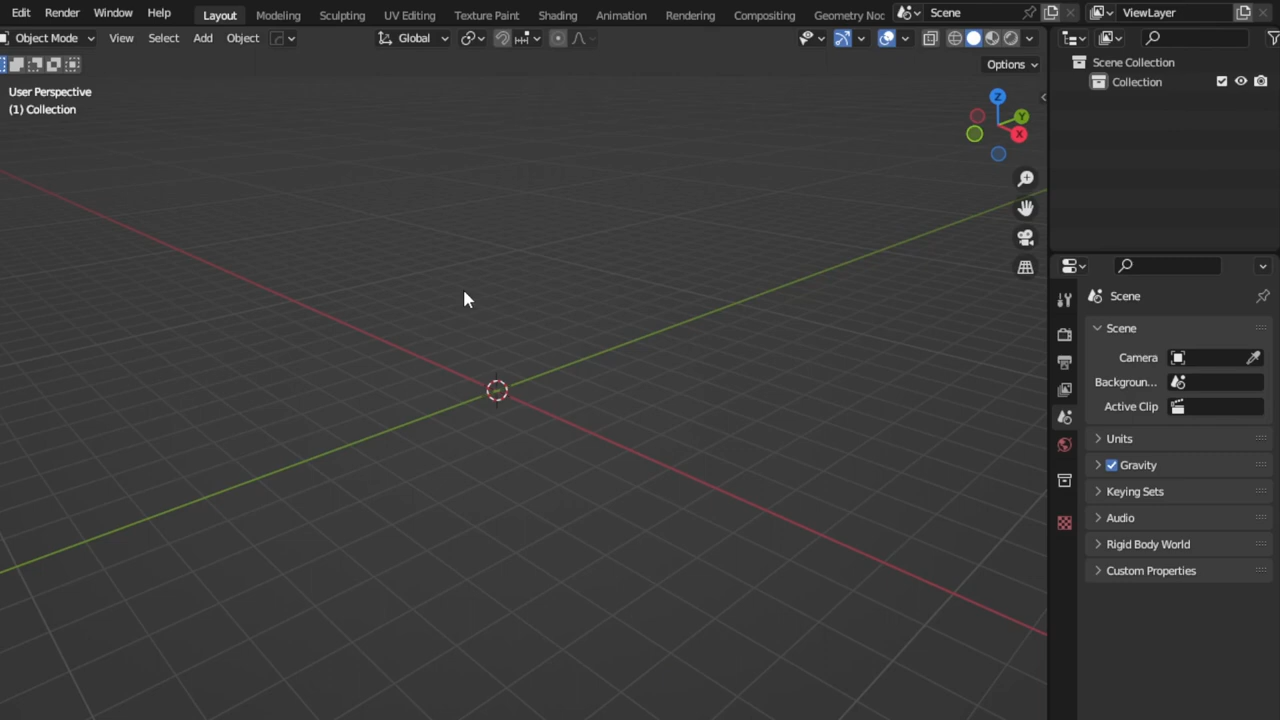 Edit Render Window Help Layout Modeling Sculpting UV Editing Texture Paint Shading Animation Rendering Compositing Geometry Noc Scene ViewLayer
Object Mode View Select Add Object Global
Options
User Perspective
(1) Collection
Z
Y
X
Scene Collection
Collection
Scene
Scene
Camera
Backgroun...
Active Clip
Units
Gravity
Keying Sets
Audio
Rigid Body World
Custom Properties